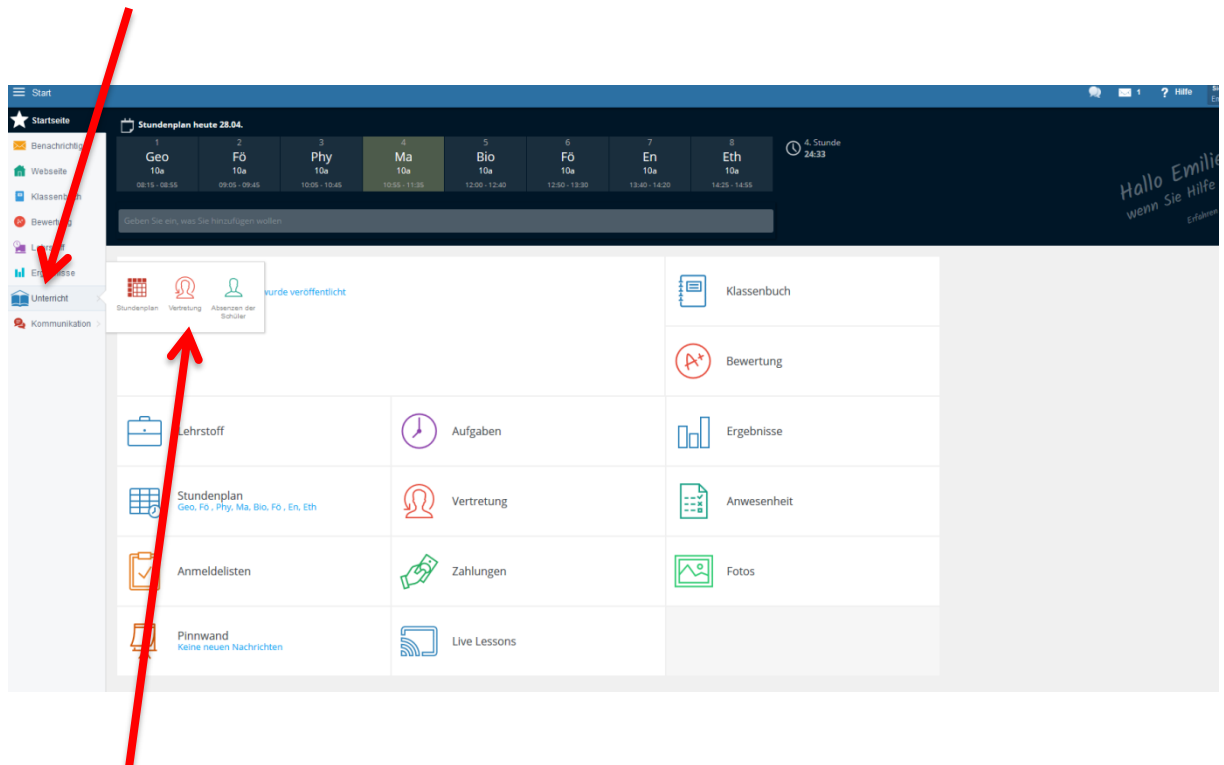 Start
1
? Hilfe
Startseite
Benachrichtig
Webseite
Klassenbuch
Bewertung
Lehrstoff
Ergebnisse
Unterricht
Kommunikation
Stundenplan heute 28.04.
1 2 3 4 5 6 7 8
Geo Fö Phy Ma Bio Fö En Eth
10a 10a 10a 10a 10a 10a 10a 10a
08:15 - 08:55 09:05 - 09:45 10:05 - 10:45 10:55 - 11:35 12:00 - 12:40 12:50 - 13:30 13:40 - 14:20 14:25 - 14:55
4. Stunde
24:33
Hallo Emilie
wenn Sie Hilfe
Erfahren
Geben Sie ein, was Sie hinzufügen wollen
wurde veröffentlicht
Stundenplan
Vertretung
Absenzen der
Schüler
Klassenbuch
A+
Bewertung
Lehrstoff
Aufgaben
Ergebnisse
Stundenplan
Geo, Fö , Phy, Ma, Bio, Fö , En, Eth
Vertretung
Anwesenheit
Anmeldelisten
Zahlungen
Fotos
Pinnwand
Keine neuen Nachrichten
Live Lessons